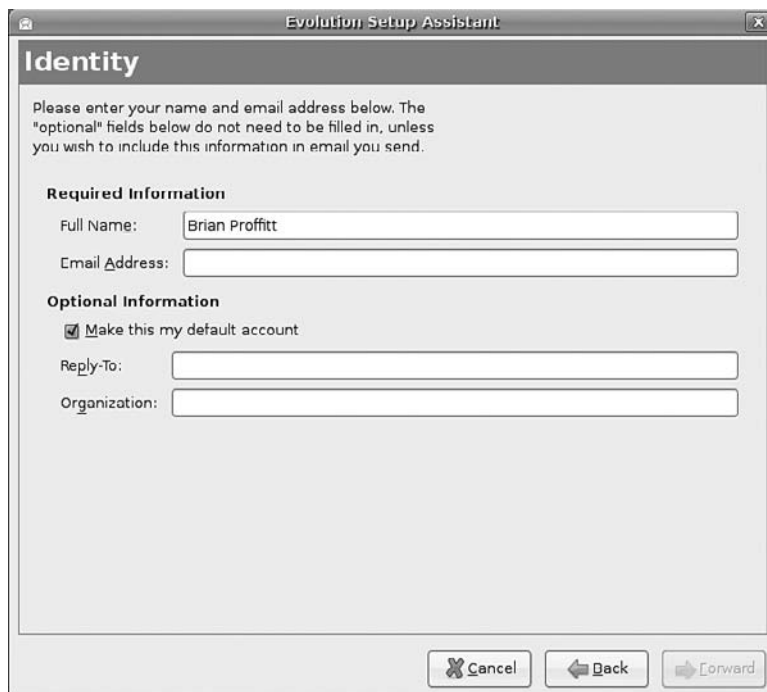 Evolution Setup Assistant
Identity
Please enter your name and email address below. The
"optional" fields below do not need to be filled in, unless
you wish to include this information in email you send.
Required Information
Full Name: Brian Proffitt
Email Address:
Optional Information
Make this my default account
Reply-To:
Organization:
Cancel Back Forward